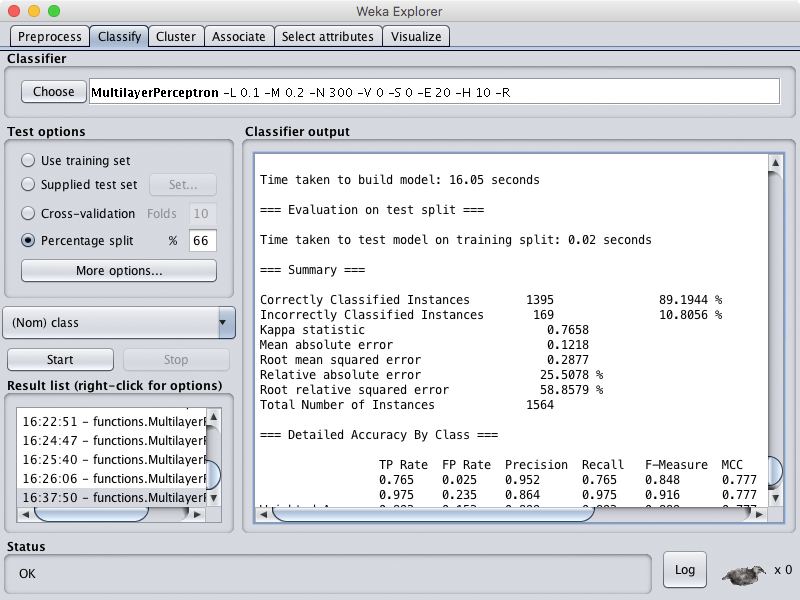 Weka Explorer
Preprocess Classify Cluster Associate Select attributes Visualize
Classifier
Choose MultilayerPerceptron -L 0.1 -M 0.2 -N 300 -V 0 -S 0 -E 20 -H 10 -R
Test options
Use training set
Supplied test set Set...
Cross-validation Folds 10
Percentage split % 66
More options...
(Nom) class
Start Stop
Result list (right-click for options)
16:22:51 - functions.Multilayer
16:24:47 - functions.Multilayer
16:25:40 - functions.Multilayer
16:26:06 - functions.Multilayer
16:37:50 - functions.Multilayer
Classifier output
Time taken to build model: 16.05 seconds
=== Evaluation on test split ===
Time taken to test model on training split: 0.02 seconds
=== Summary ===
Correctly Classified Instances 1395 89.1944 %
Incorrectly Classified Instances 169 10.8056 %
Kappa statistic 0.7658
Mean absolute error 0.1218
Root mean squared error 0.2877
Relative absolute error 25.5078 %
Root relative squared error 58.8579 %
Total Number of Instances 1564
=== Detailed Accuracy By Class ===
TP Rate FP Rate Precision Recall F-Measure MCC
0.765 0.025 0.952 0.765 0.848 0.777
0.975 0.235 0.864 0.975 0.916 0.777
Status
OK
Log x 0